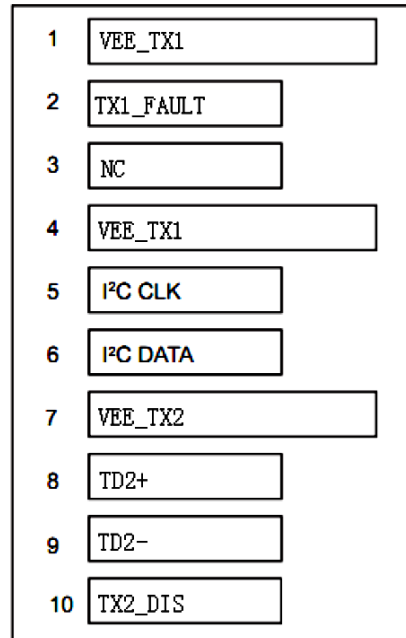 1 VEE_TX1
2 TX1_FAULT
3 NC
4 VEE_TX1
5 I²C CLK
6 I²C DATA
7 VEE_TX2
8 TD2+
9 TD2-
10 TX2_DIS